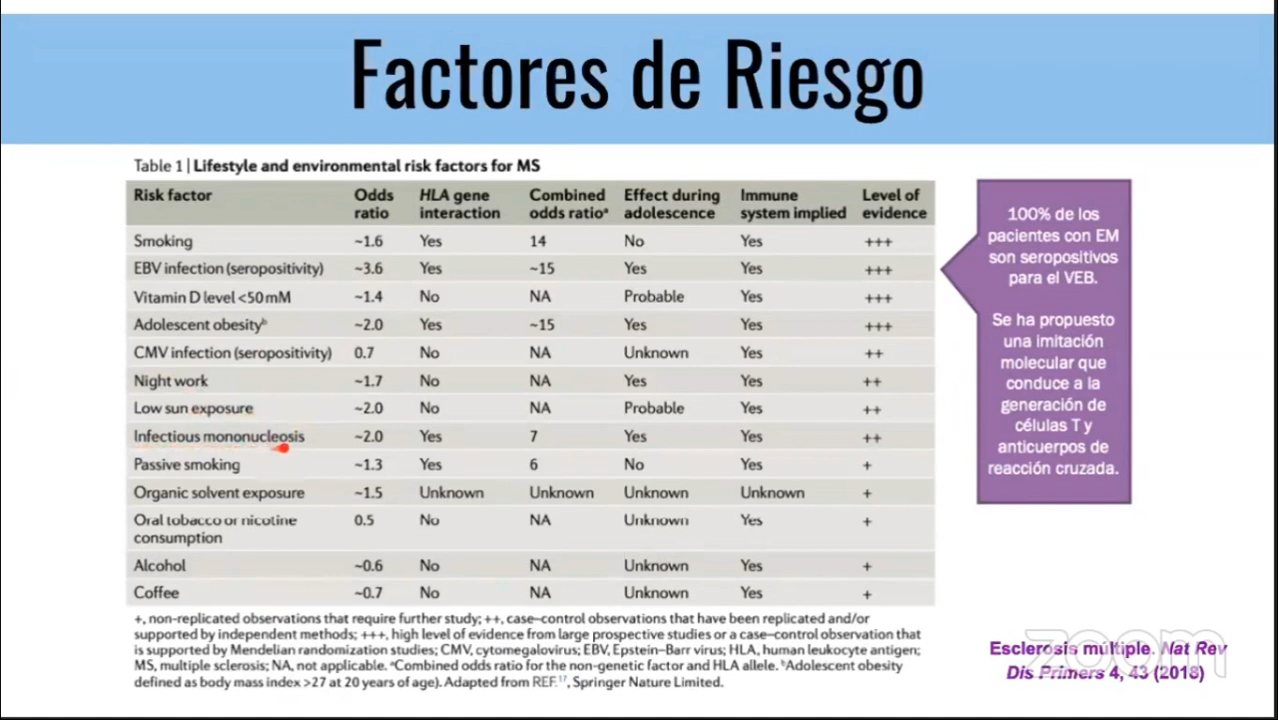 Factores de Riesgo
Table 1 | Lifestyle and environmental risk factors for MS
Risk factor Odds ratio HLA gene interaction Combined odds ratioᵃ Effect during adolescence Immune system implied Level of evidence
Smoking ~1.6 Yes 14 No Yes +++
EBV infection (seropositivity) ~3.6 Yes ~15 Yes Yes +++
Vitamin D level <50 mM ~1.4 No NA Probable Yes +++
Adolescent obesityᵇ ~2.0 Yes ~15 Yes Yes +++
CMV infection (seropositivity) 0.7 No NA Unknown Yes ++
Night work ~1.7 No NA Yes Yes ++
Low sun exposure ~2.0 No NA Probable Yes ++
Infectious mononucleosis ~2.0 Yes 7 Yes Yes ++
Passive smoking ~1.3 Yes 6 No Yes +
Organic solvent exposure ~1.5 Unknown Unknown Unknown Unknown +
Oral tobacco or nicotine consumption 0.5 No NA Unknown Yes +
Alcohol ~0.6 No NA Unknown Yes +
Coffee ~0.7 No NA Unknown Yes +
+, non-replicated observations that require further study; ++, case–control observations that have been replicated and/or
supported by independent methods; +++, high level of evidence from large prospective studies or a case–control observation that
is supported by Mendelian randomization studies; CMV, cytomegalovirus; EBV, Epstein–Barr virus; HLA, human leukocyte antigen;
MS, multiple sclerosis; NA, not applicable. ᵃCombined odds ratio for the non-genetic factor and HLA allele. ᵇAdolescent obesity
defined as body mass index >27 at 20 years of age). Adapted from REF.¹⁷, Springer Nature Limited.
100% de los
pacientes con EM
son seropositivos
para el VEB.
Se ha propuesto
una imitación
molecular que
conduce a la
generación de
células T y
anticuerpos de
reacción cruzada.
Esclerosis múltiple. Nat Rev
Dis Primers 4, 43 (2018)
zoom